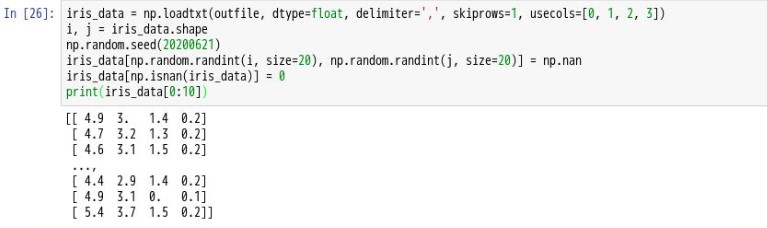 In [26]: iris_data = np.loadtxt(outfile, dtype=float, delimiter=',', skiprows=1, usecols=[0, 1, 2, 3])
i, j = iris_data.shape
np.random.seed(20200621)
iris_data[np.random.randint(i, size=20), np.random.randint(j, size=20)] = np.nan
iris_data[np.isnan(iris_data)] = 0
print(iris_data[0:10])
[[ 4.9  3.   1.4  0.2]
 [ 4.7  3.2  1.3  0.2]
 [ 4.6  3.1  1.5  0.2]
 ...,
 [ 4.4  2.9  1.4  0.2]
 [ 4.9  3.1  0.   0.1]
 [ 5.4  3.7  1.5  0.2]]